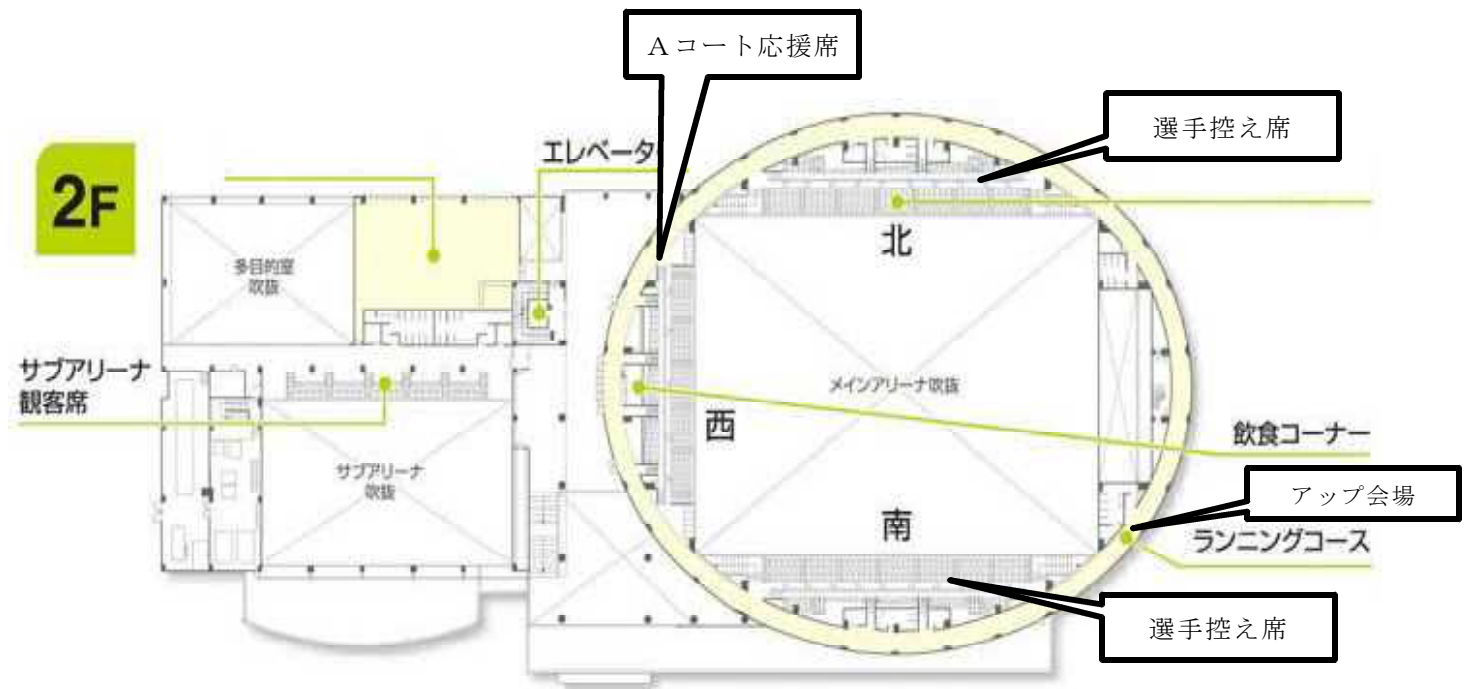 Aコート応援席
選手控え席
エレベータ
2F
北
多目的室
吹抜
サブアリーナ
観客席
メインアリーナ吹抜
西
飲食コーナー
サブアリーナ
吹抜
アップ会場
南
ランニングコース
選手控え席